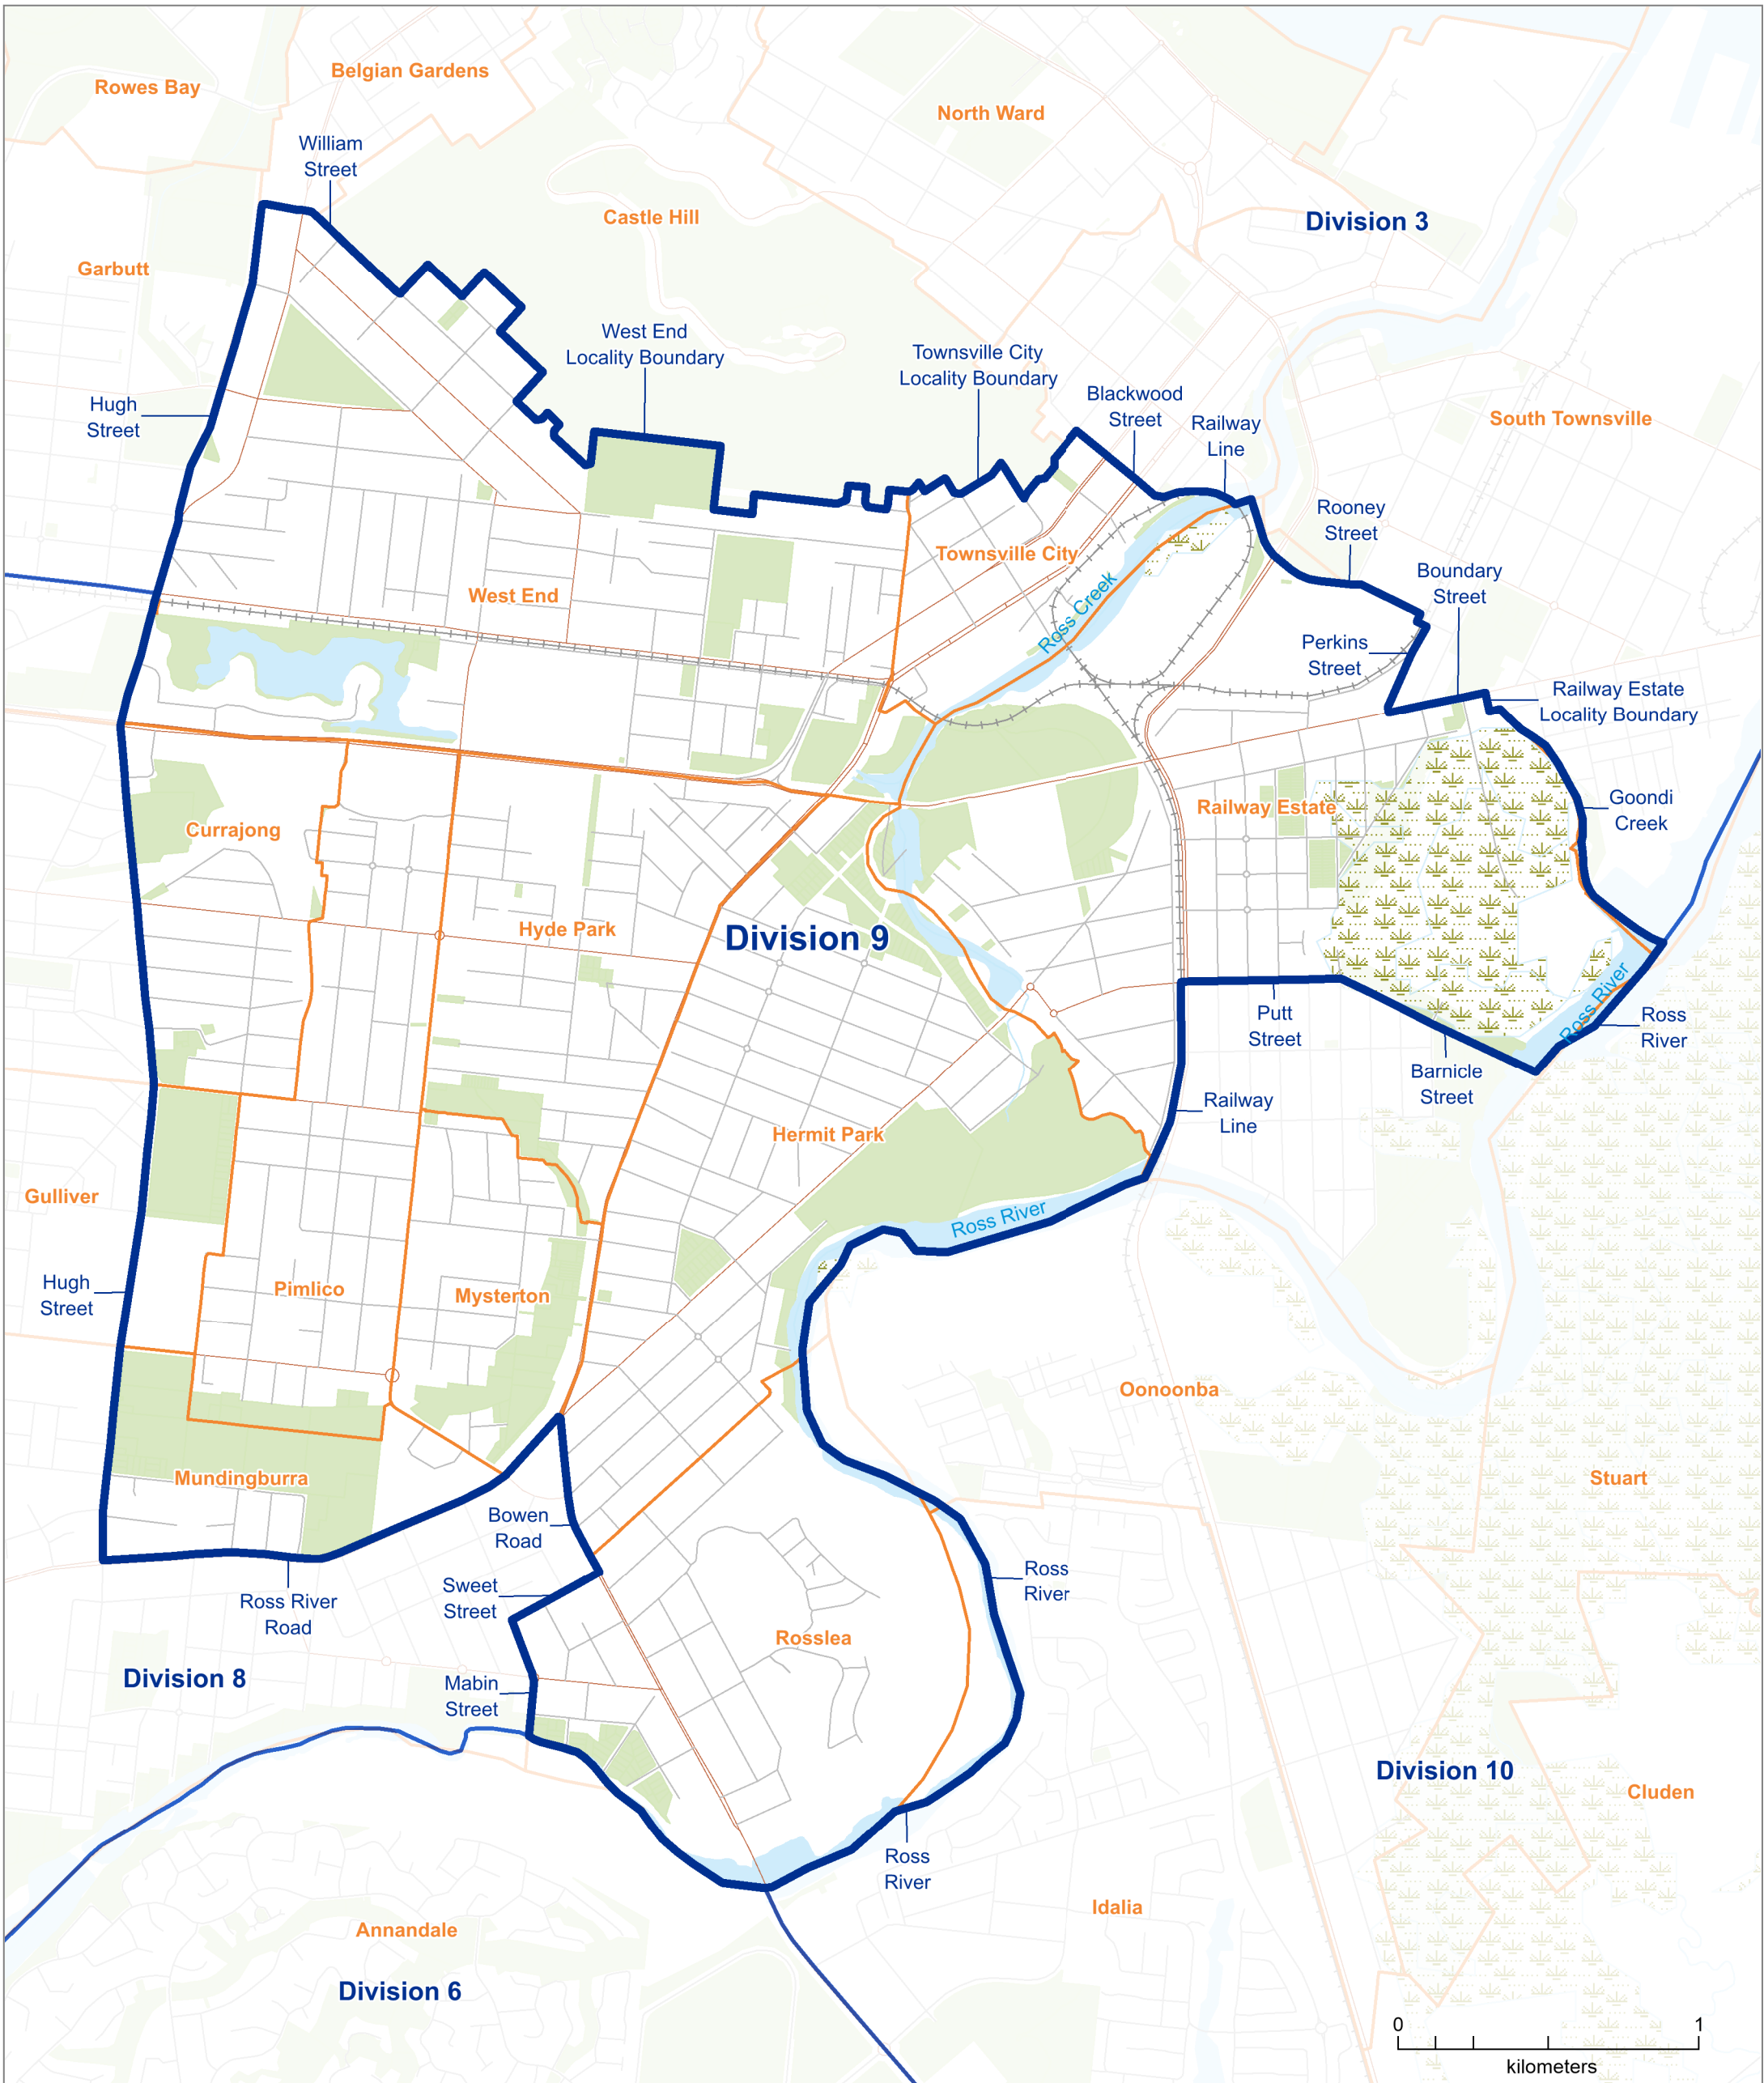 Belgian Gardens
Rowes Bay
North Ward
William
Street
Castle Hill
Division 3
Garbutt
West End
Locality Boundary
Townsville City
Locality Boundary
Blackwood
Street
Railway
Line
Hugh
Street
South Townsville
Rooney
Street
Townsville City
Boundary
Street
West End
Ross Creek
Perkins
Street
Railway Estate
Locality Boundary
Railway Estate
Goondi
Creek
Currajong
Hyde Park
Division 9
Ross River
Putt
Street
Ross
River
Barnicle
Street
Railway
Line
Hermit Park
Gulliver
Ross River
Hugh
Street
Pimlico
Mysterton
Oonoonba
Mundingburra
Stuart
Bowen
Road
Ross
River
Sweet
Street
Ross River
Road
Rosslea
Division 8
Mabin
Street
Division 10
Cluden
Ross
River
Idalia
Annandale
Division 6
0 1
kilometers